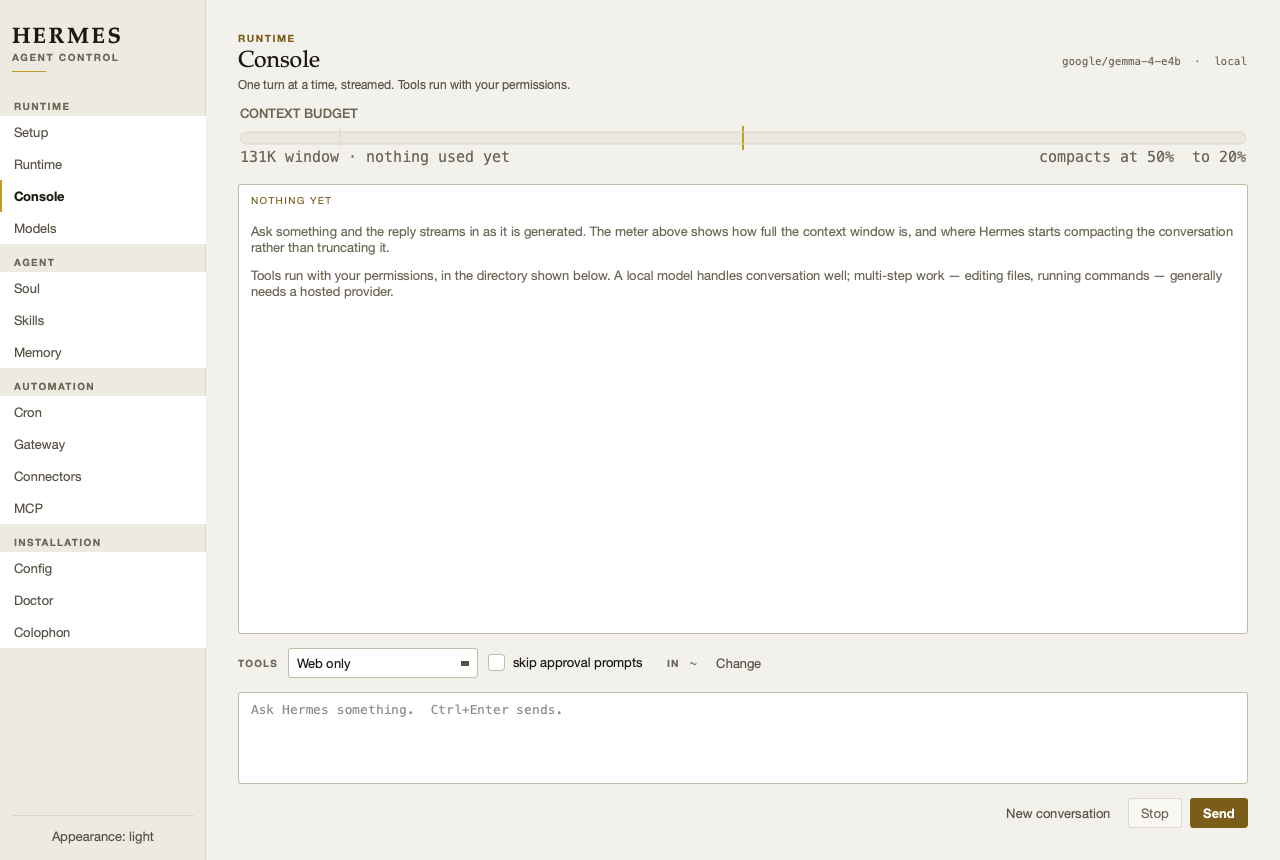 HERMES
AGENT CONTROL
RUNTIME
Setup
Runtime
Console
Models
AGENT
Soul
Skills
Memory
AUTOMATION
Cron
Gateway
Connectors
MCP
INSTALLATION
Config
Doctor
Colophon
Appearance: light
RUNTIME
Console
google/gemma-4-e4b · local
One turn at a time, streamed. Tools run with your permissions.
CONTEXT BUDGET
131K window · nothing used yet
compacts at 50% to 20%
NOTHING YET
Ask something and the reply streams in as it is generated. The meter above shows how full the context window is, and where Hermes starts compacting the conversation
rather than truncating it.
Tools run with your permissions, in the directory shown below. A local model handles conversation well; multi-step work — editing files, running commands — generally
needs a hosted provider.
TOOLS Web only skip approval prompts IN ~ Change
Ask Hermes something. Ctrl+Enter sends.
New conversation Stop Send